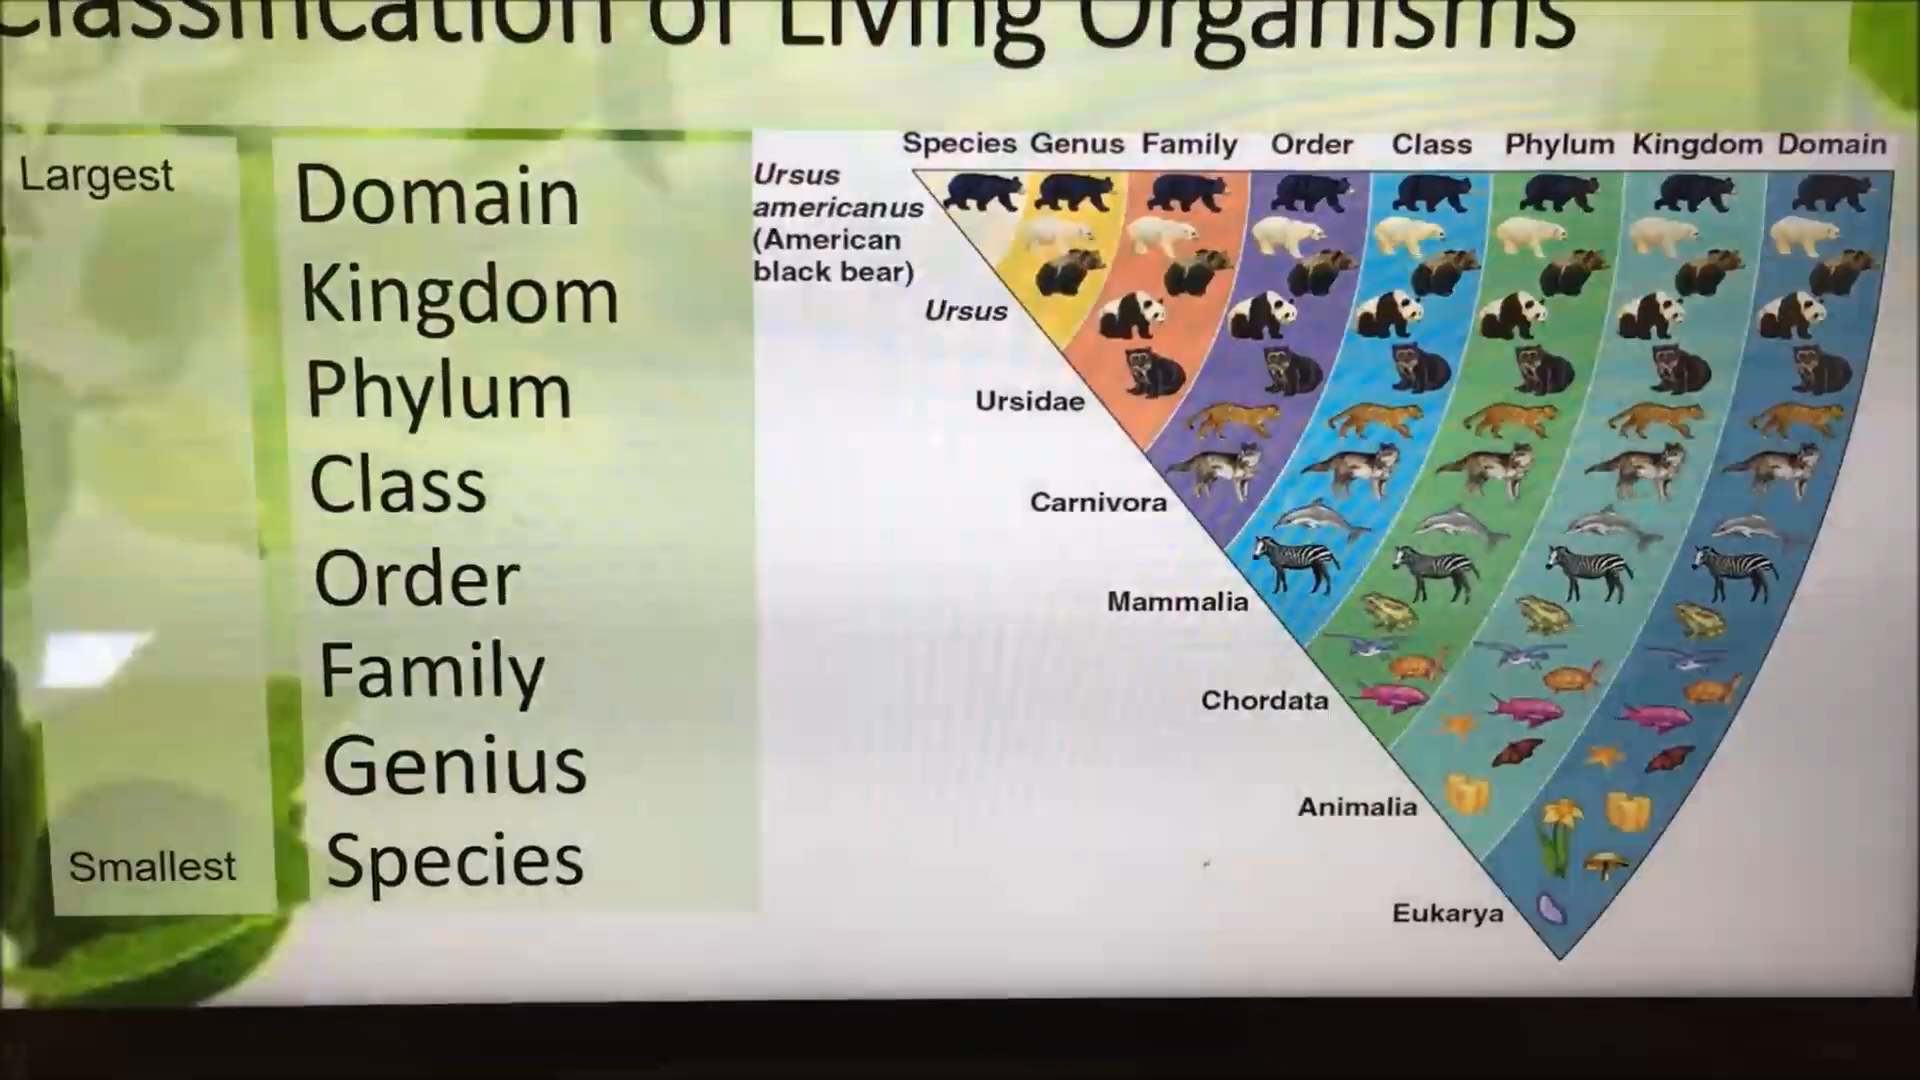 Classification of Living Organisms
Largest
Domain
Kingdom
Phylum
Class
Order
Family
Genius
Species
Smallest
Species Genus Family Order Class Phylum Kingdom Domain
Ursus
americanus
(American
black bear)
Ursus
Ursidae
Carnivora
Mammalia
Chordata
Animalia
Eukarya